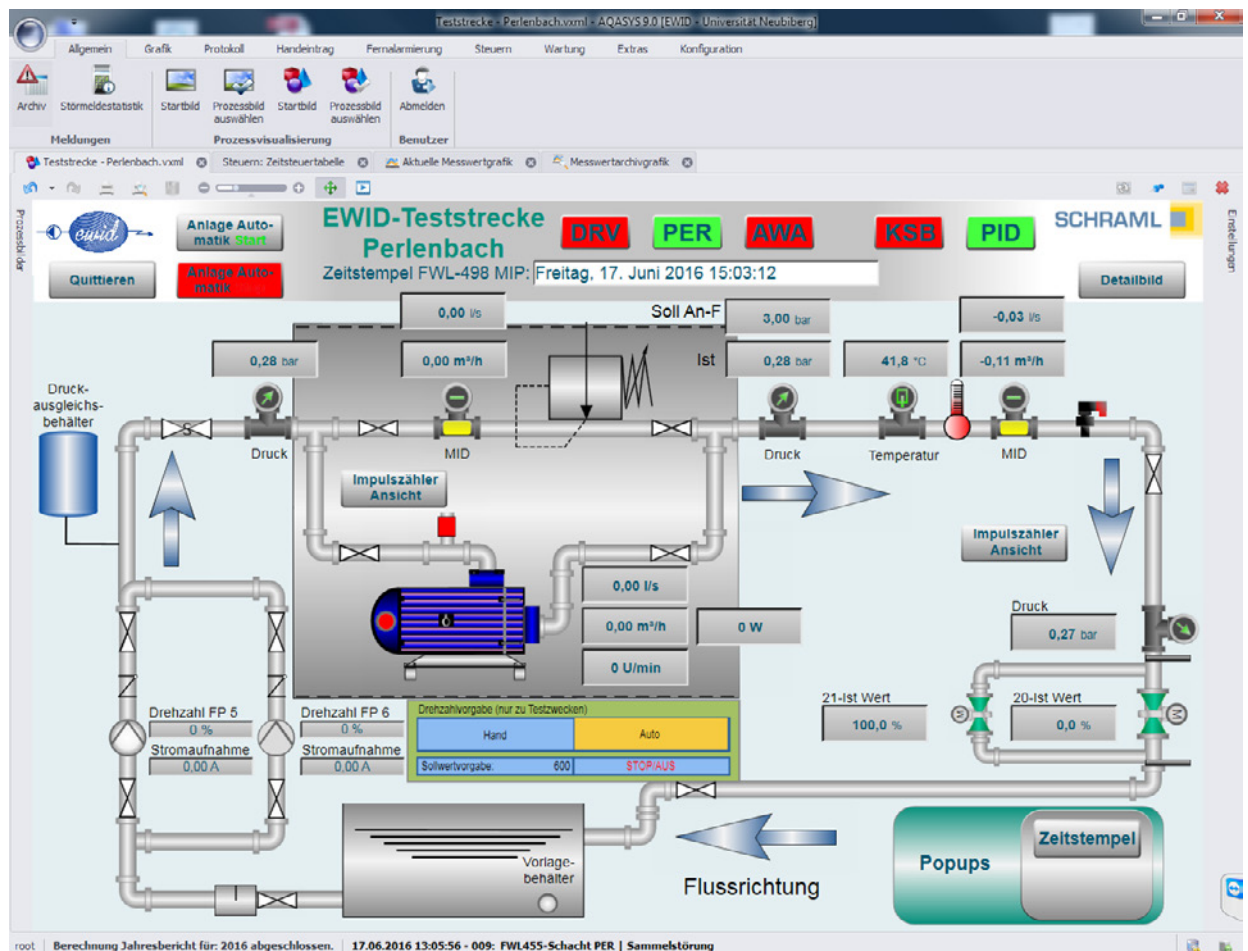 Teststrecke - Perlenbach.vxml - AQASYS 9.0 [EWID - Universität Neubiberg]
Allgemein Grafik Protokoll Handeintrag Fernalarmierung Steuern Wartung Extras Konfiguration
Archiv Störmeldestatistik Startbild Prozessbild auswählen Startbild Prozessbild auswählen Abmelden
Meldungen Prozessvisualisierung Benutzer
Teststrecke - Perlenbach.vxml Steuern: Zeitsteuertabelle Aktuelle Messwertgrafik Messwertarchivgrafik
Prozessbilder
Einstellungen
ewid
Anlage Auto-
matik Start
EWID-Teststrecke
Perlenbach
DRV PER AWA KSB PID
SCHRAML
Quittieren
Anlage Auto-
matik
Zeitstempel FWL-498 MIP: Freitag, 17. Juni 2016 15:03:12
Detailbild
0,00 l/s
Soll An-F
3,00 bar
-0,03 l/s
0,28 bar
0,00 m³/h
Ist
0,28 bar
41,8 °C
-0,11 m³/h
Druck-
ausgleichs-
behälter
S
Druck
MID
Druck
Temperatur
MID
Impulszähler
Ansicht
Impulszähler
Ansicht
0,00 l/s
0,00 m³/h
0 W
0 U/min
Druck
0,27 bar
21-Ist Wert
100,0 %
20-Ist Wert
0,0 %
M
M
Drehzahl FP 5
0 %
Stromaufnahme
0,00 A
Drehzahl FP 6
0 %
Stromaufnahme
0,00 A
Drehzahlvorgabe (nur zu Testzwecken)
Hand Auto
Sollwertvorgabe: 600 STOP/AUS
Vorlage-
behälter
Flussrichtung
Popups
Zeitstempel
root Berechnung Jahresbericht für: 2016 abgeschlossen. 17.06.2016 13:05:56 - 009: FWL455-Schacht PER | Sammelstörung